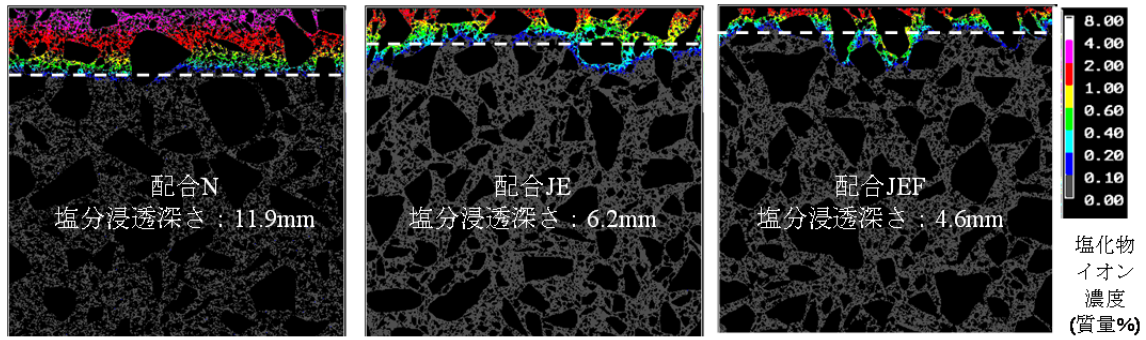 配合N
塩分浸透深さ：11.9mm
配合JE
塩分浸透深さ：6.2mm
配合JEF
塩分浸透深さ：4.6mm
8.00
4.00
2.00
1.00
0.60
0.40
0.20
0.10
0.00
塩化物
イオン
濃度
(質量%)